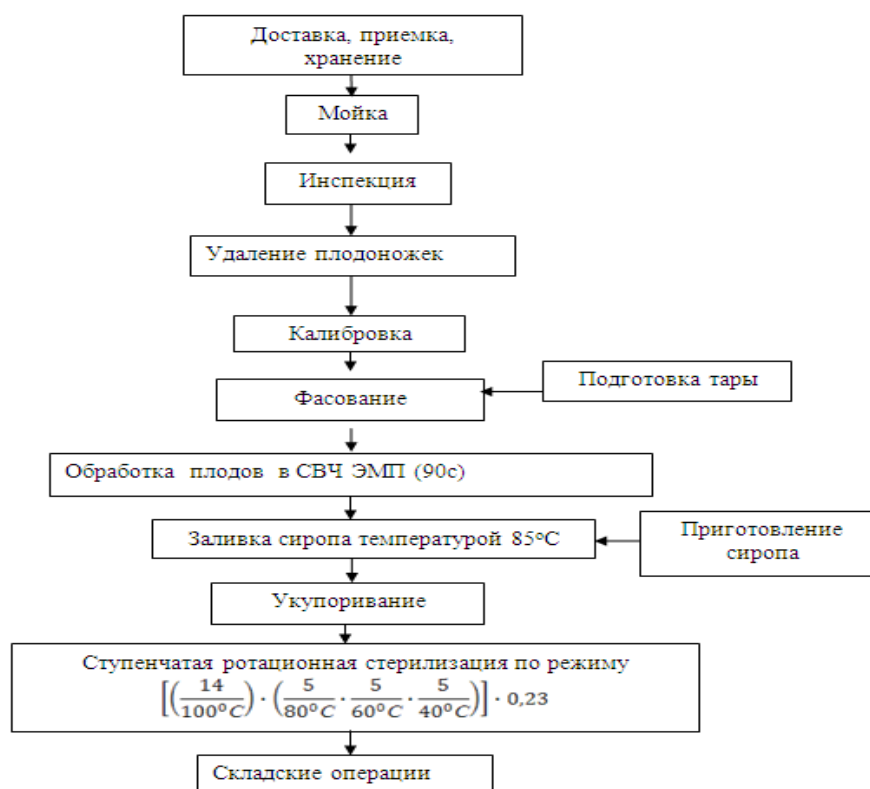 Доставка, приемка,
хранение
Мойка
Инспекция
Удаление плодоножек
Калибровка
Подготовка тары
Фасование
Обработка плодов в СВЧ ЭМП (90с)
Заливка сиропа температурой 85°С
Приготовление
сиропа
Укупоривание
Ступенчатая ротационная стерилизация по режиму
[(14/100°C) · (5/80°C · 5/60°C · 5/40°C)] · 0,23
Складские операции